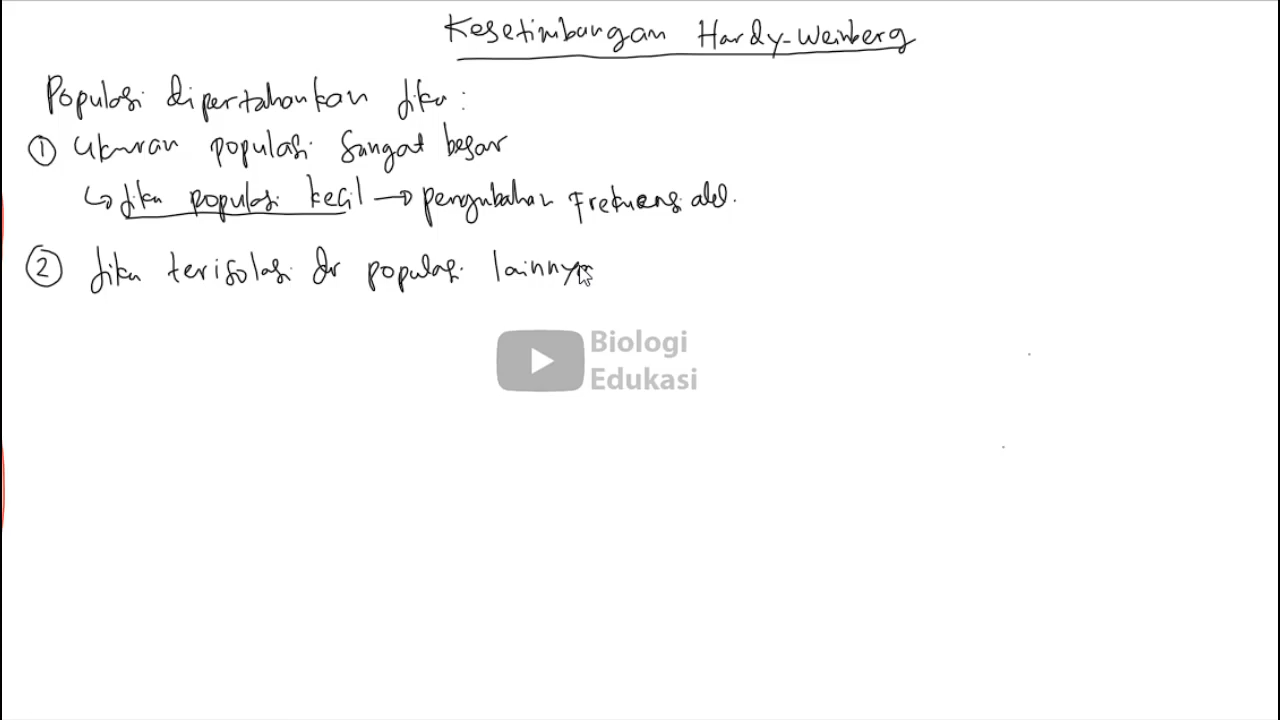 Kesetimbangan Hardy-Weinberg
Populasi dipertahankan jika :
① Ukuran populasi sangat besar
↳ jika populasi kecil → pengubahan Frekuensi alel.
② jika terisolasi dr populasi lainnya
Biologi
Edukasi